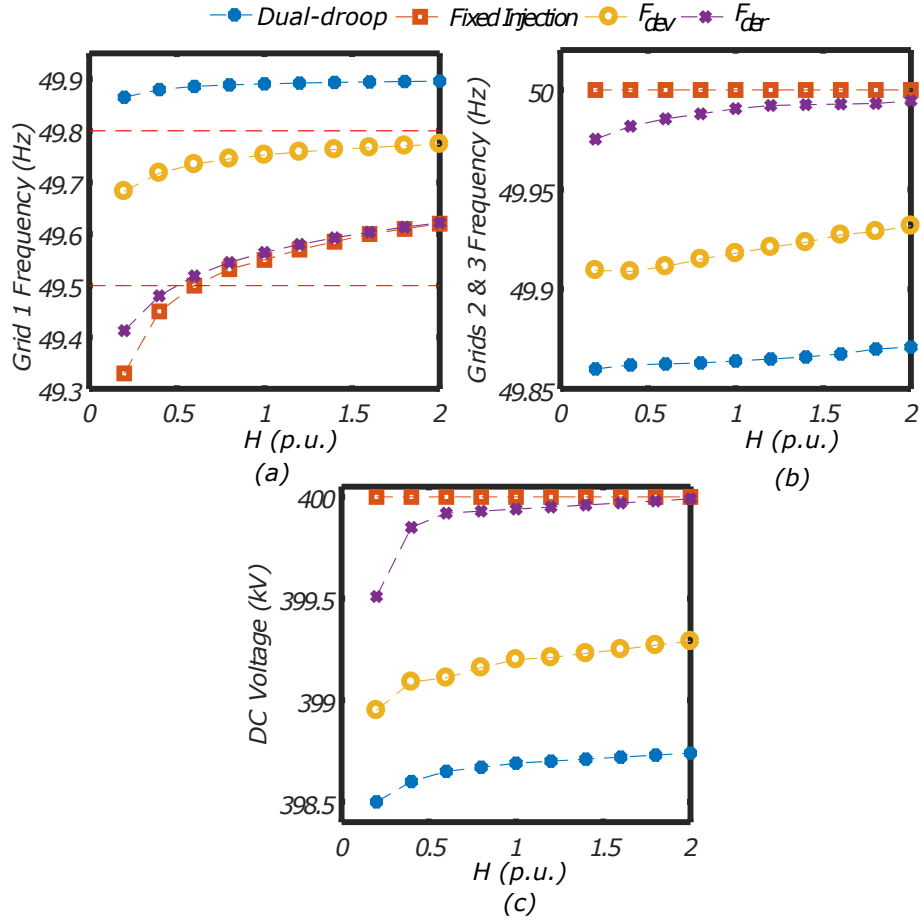 Dual-droop Fixed Injection Fdev Fder
Grid 1 Frequency (Hz)
49.9
49.8
49.7
49.6
49.5
49.4
49.3
0 0.5 1 1.5 2
H (p.u.)
(a)
Grids 2 & 3 Frequency (Hz)
50
49.95
49.9
49.85
0 0.5 1 1.5 2
H (p.u.)
(b)
DC Voltage (kV)
400
399.5
399
398.5
0 0.5 1 1.5 2
H (p.u.)
(c)